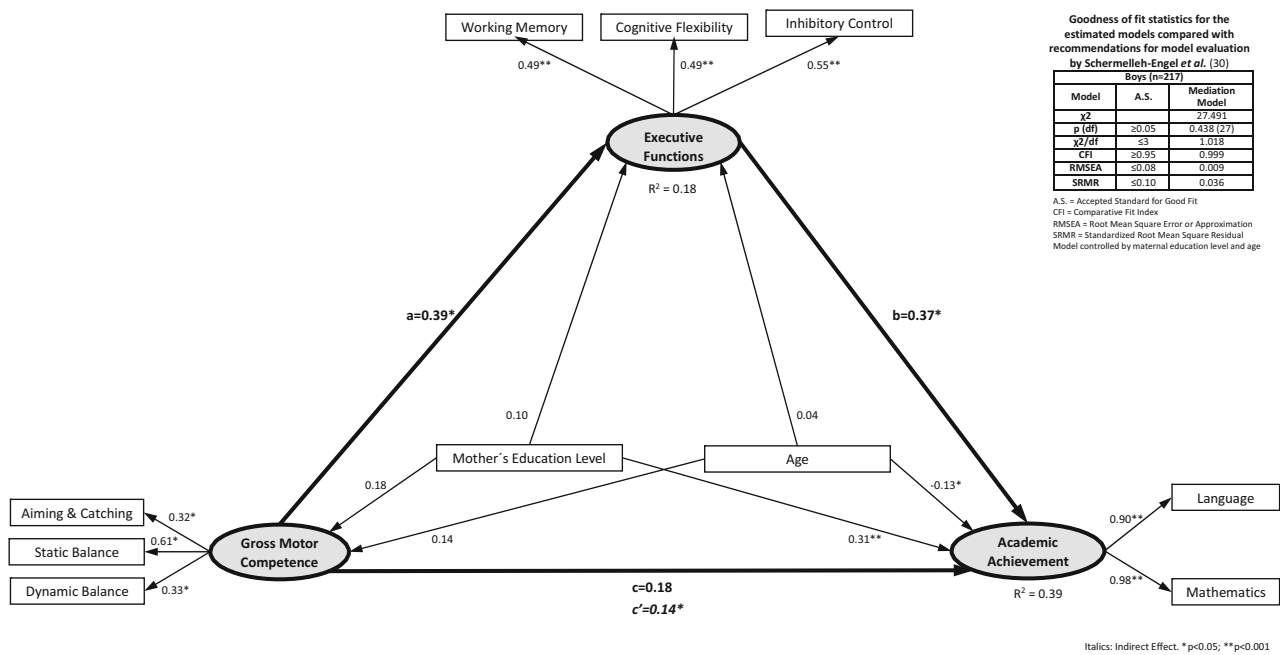 Working Memory
Cognitive Flexibility
Inhibitory Control
0.49**
0.49**
0.55**
Goodness of fit statistics for the
estimated models compared with
recommendations for model evaluation
by Schermelleh-Engel et al. (30)
Boys (n=217)
Model A.S. Mediation Model
χ2 27.491
p (df) ≥0.05 0.438 (27)
χ2/df ≤3 1.018
CFI ≥0.95 0.999
RMSEA ≤0.08 0.009
SRMR ≤0.10 0.036
A.S. = Accepted Standard for Good Fit
CFI = Comparative Fit Index
RMSEA = Root Mean Square Error or Approximation
SRMR = Standardized Root Mean Square Residual
Model controlled by maternal education level and age
Executive
Functions
R² = 0.18
a=0.39*
b=0.37*
0.10
0.04
Mother´s Education Level
Age
0.18
0.14
-0.13*
0.31**
Aiming & Catching
Static Balance
Dynamic Balance
0.32*
0.61*
0.33*
Gross Motor
Competence
Academic
Achievement
R² = 0.39
0.90**
0.98**
Language
Mathematics
c=0.18
c’=0.14*
Italics: Indirect Effect. *p<0.05; **p<0.001